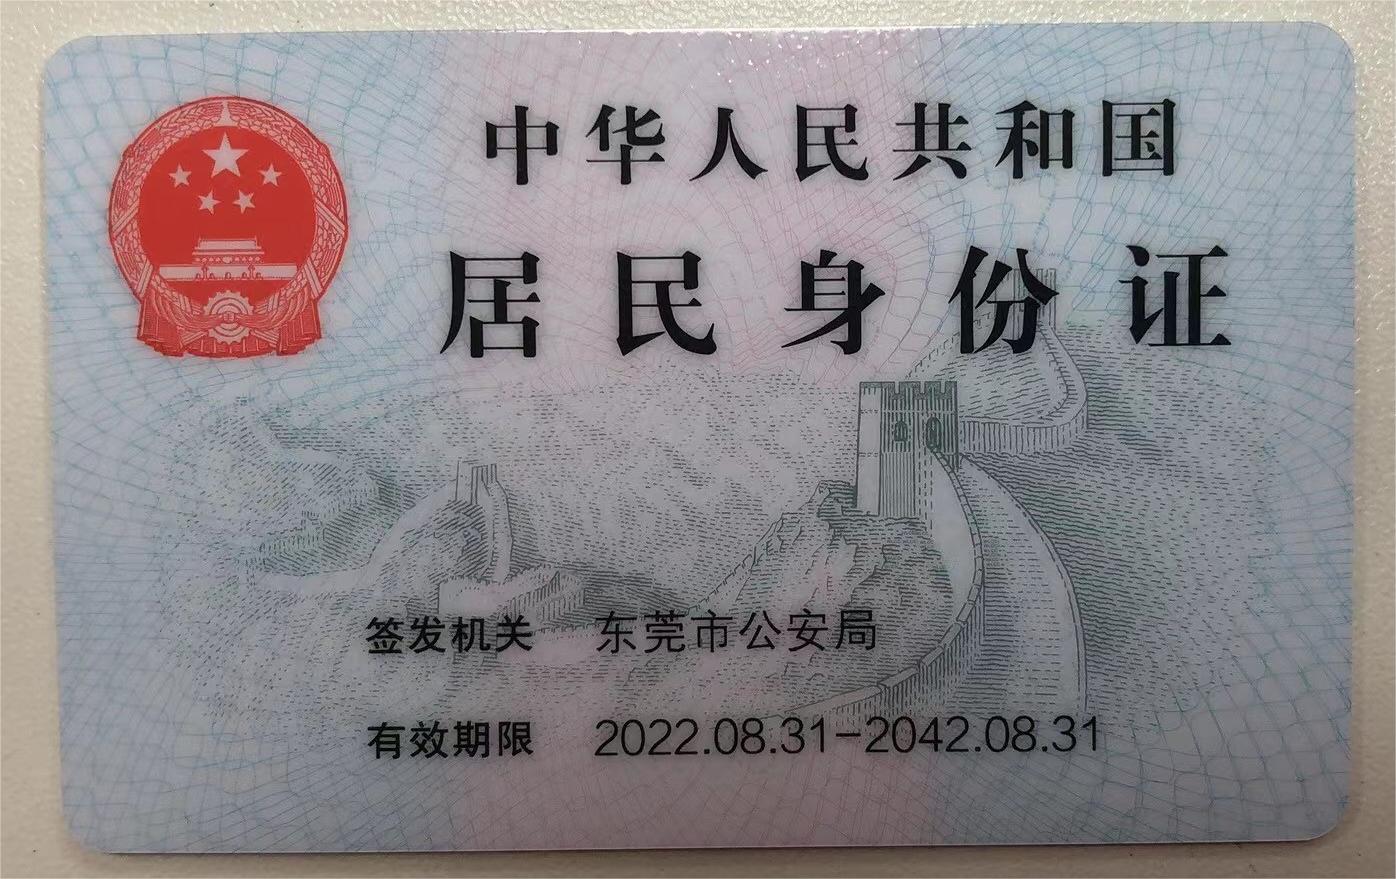 中华人民共和国
居民身份证
签发机关 东莞市公安局
有效期限 2022.08.31-2042.08.31